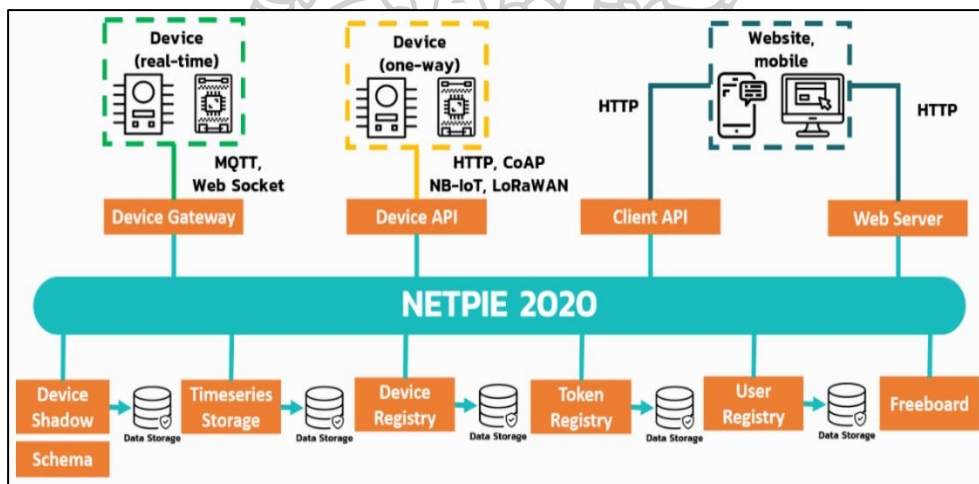 Device
(real-time)
MQTT,
Web Socket
Device Gateway
Device
(one-way)
HTTP, CoAP
NB-IoT, LoRaWAN
Device API
Website,
mobile
HTTP
HTTP
Client API
Web Server
NETPIE 2020
Device
Shadow
Schema
Data Storage
Timeseries
Storage
Data Storage
Device
Registry
Data Storage
Token
Registry
Data Storage
User
Registry
Data Storage
Freeboard